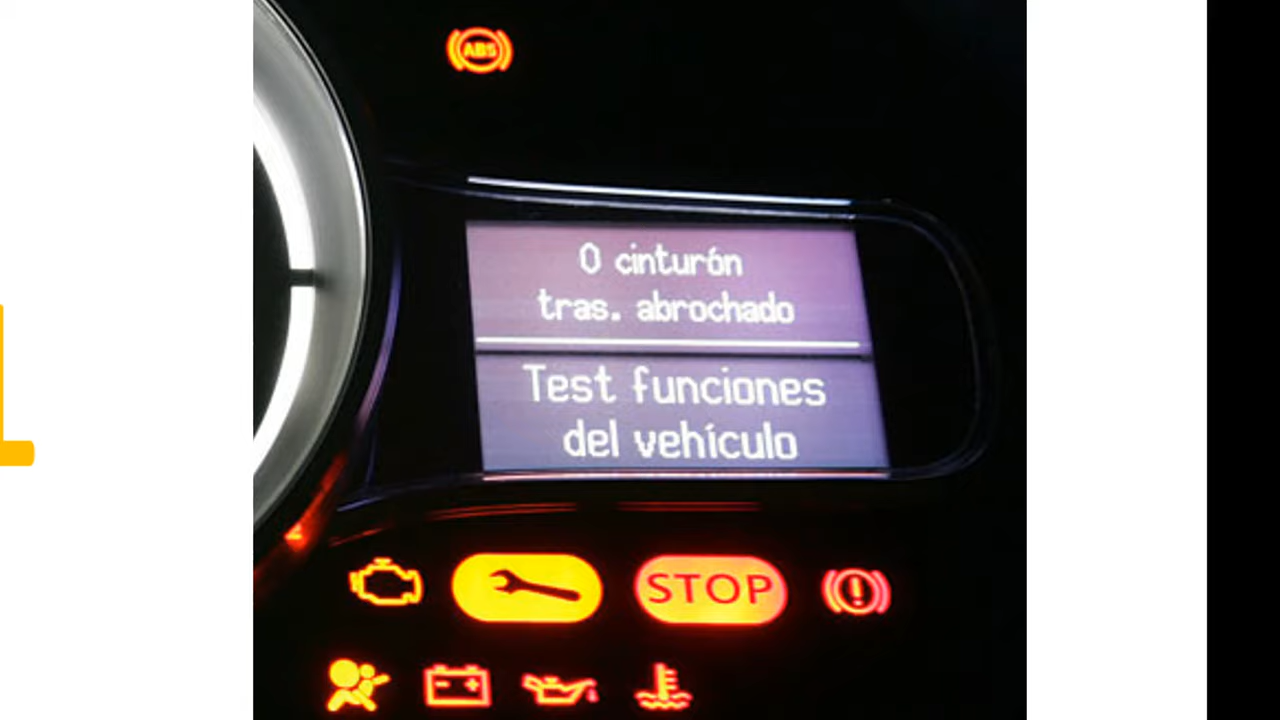 ABS
0 cinturón
tras. abrochado
Test funciones
del vehículo
STOP